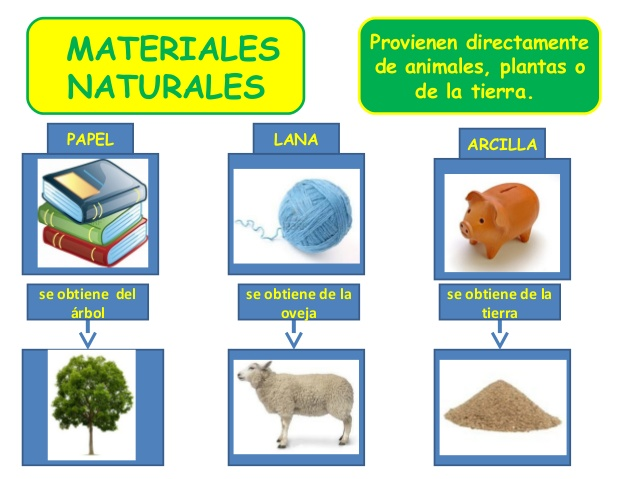 MATERIALES
NATURALES
Provienen directamente
de animales, plantas o
de la tierra.
PAPEL
LANA
ARCILLA
se obtiene del
árbol
se obtiene de la
oveja
se obtiene de la
tierra